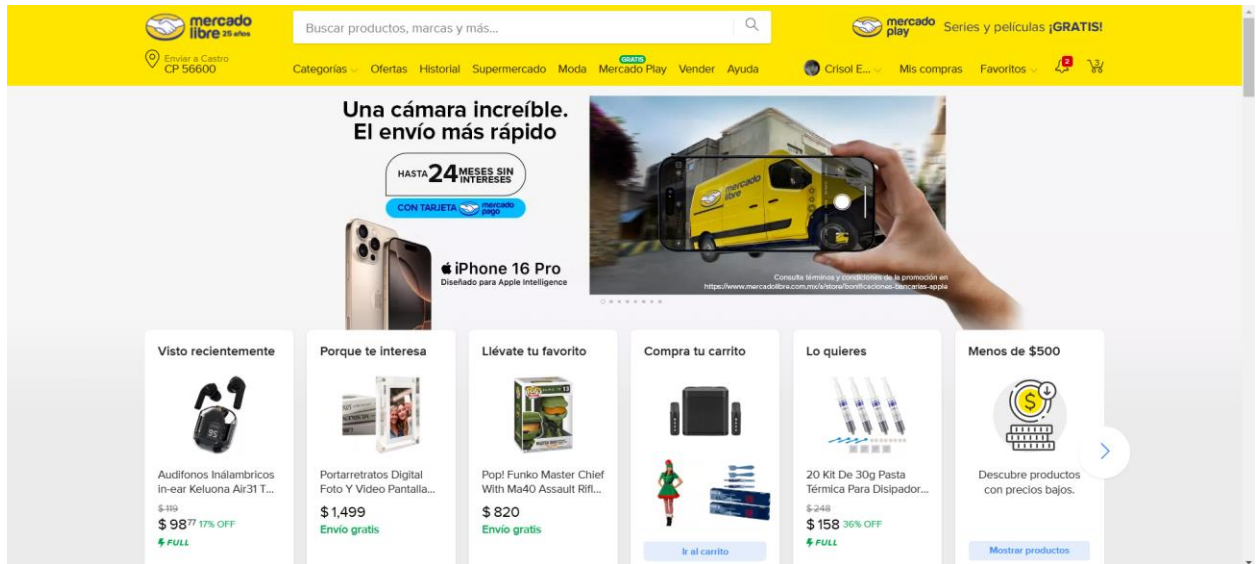 mercado
libre 25 años
Buscar productos, marcas y más...
mercado
play
Series y películas ¡GRATIS!
Enviar a Castro
CP 56600
Categorías
Ofertas
Historial
Supermercado
Moda
GRATIS
Mercado Play
Vender
Ayuda
Crisol E...
Mis compras
Favoritos
2
3
Una cámara increíble.
El envío más rápido
HASTA 24 MESES SIN
INTERESES
CON TARJETA mercado
pago
iPhone 16 Pro
Diseñado para Apple Intelligence
mercado
libre
Consulta términos y condiciones de la promoción en
https://www.mercadolibre.com.mx/a/store/bonificaciones-bancarias-apple
Visto recientemente
95
Audífonos Inálambricos
in-ear Keluona Air31 T...
$ 119
$ 98 77 17% OFF
FULL
Porque te interesa
Portarretratos Digital
Foto Y Video Pantalla...
$ 1,499
Envío gratis
Llévate tu favorito
Pop! Funko Master Chief
With Ma40 Assault Rifl...
$ 820
Envío gratis
Compra tu carrito
Ir al carrito
Lo quieres
20 Kit De 30g Pasta
Térmica Para Disipador...
$ 248
$ 158 36% OFF
FULL
Menos de $500
Descubre productos
con precios bajos.
Mostrar productos